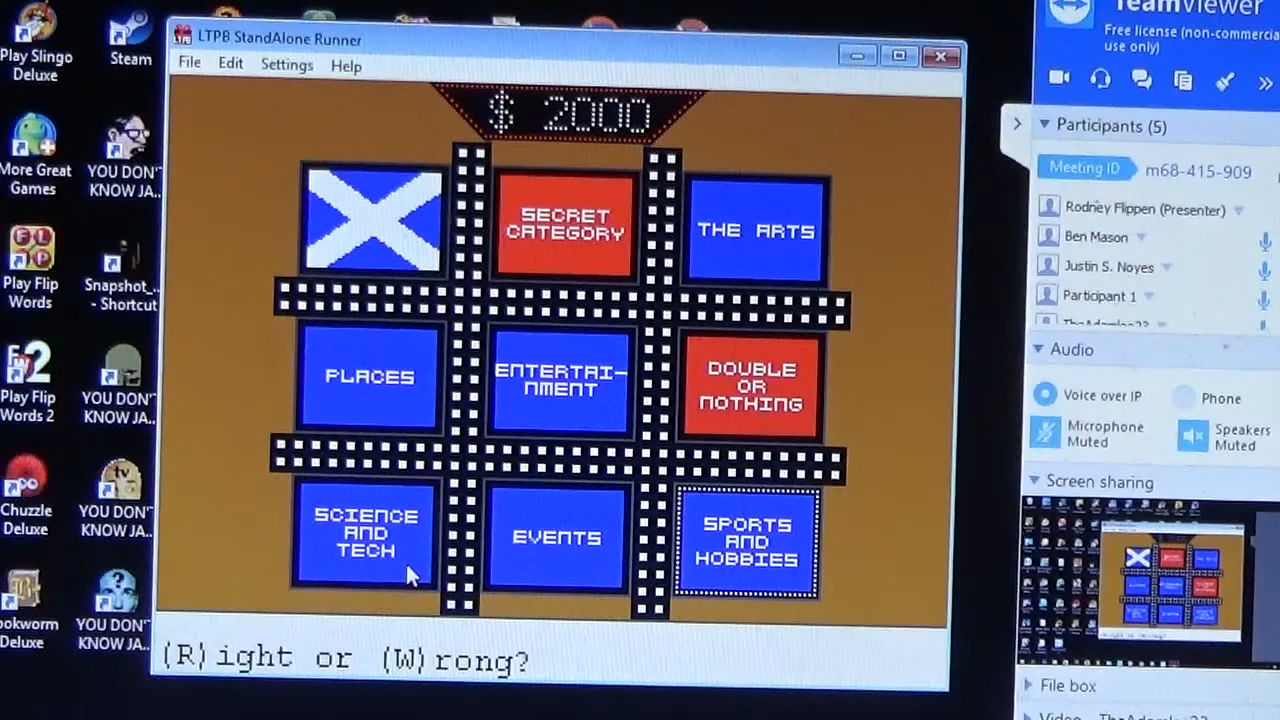 Play Slingo
Deluxe
Steam
More Great
Games
YOU DON'T
KNOW JA...
Play Flip
Words
Snapshot_...
- Shortcut
Play Flip
Words 2
YOU DON'T
KNOW JA...
Chuzzle
Deluxe
YOU DON'T
KNOW JA...
ookworm
Deluxe
YOU DON'T
KNOW JA...
LTPB StandAlone Runner
File Edit Settings Help
$ 2000
X
SECRET
CATEGORY
THE ARTS
PLACES
ENTERTAI-
NMENT
DOUBLE
OR
NOTHING
SCIENCE
AND
TECH
EVENTS
SPORTS
AND
HOBBIES
(R)ight or (W)rong?
TeamViewer
Free license (non-commercia
use only)
Participants (5)
Meeting ID m68-415-909
Rodney Flippen (Presenter)
Ben Mason
Justin S. Noyes
Participant 1
Audio
Voice over IP
Phone
Microphone
Muted
Speakers
Muted
Screen sharing
File box